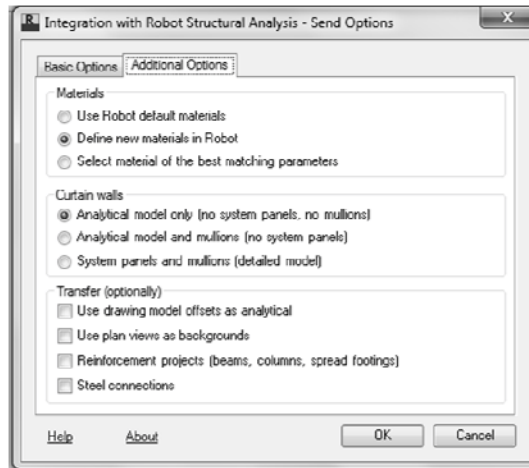 R
Integration with Robot Structural Analysis - Send Options
X
Basic Options Additional Options
Materials
Use Robot default materials
Define new materials in Robot
Select material of the best matching parameters
Curtain walls
Analytical model only (no system panels, no mullions)
Analytical model and mullions (no system panels)
System panels and mullions (detailed model)
Transfer (optionally)
Use drawing model offsets as analytical
Use plan views as backgrounds
Reinforcement projects (beams, columns, spread footings)
Steel connections
Help About OK Cancel